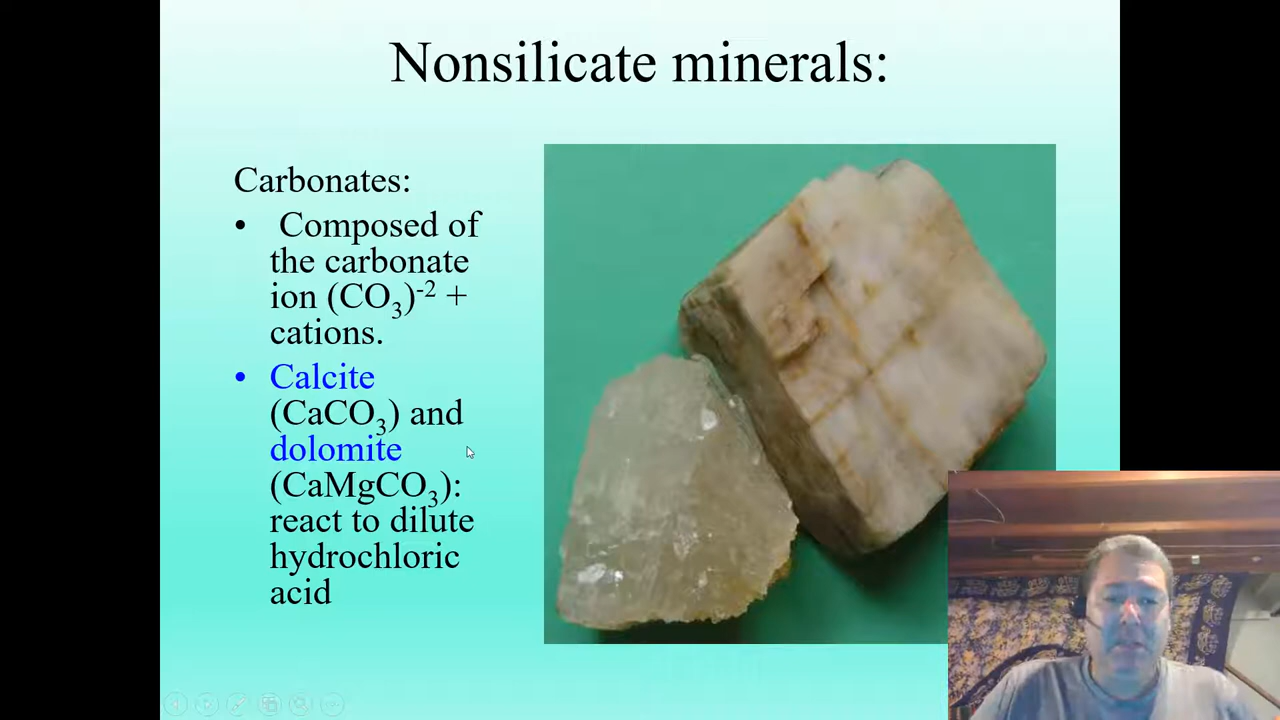 Nonsilicate minerals:
Carbonates:
• Composed of
the carbonate
ion (CO₃)⁻² +
cations.
• Calcite
(CaCO₃) and
dolomite
(CaMgCO₃):
react to dilute
hydrochloric
acid